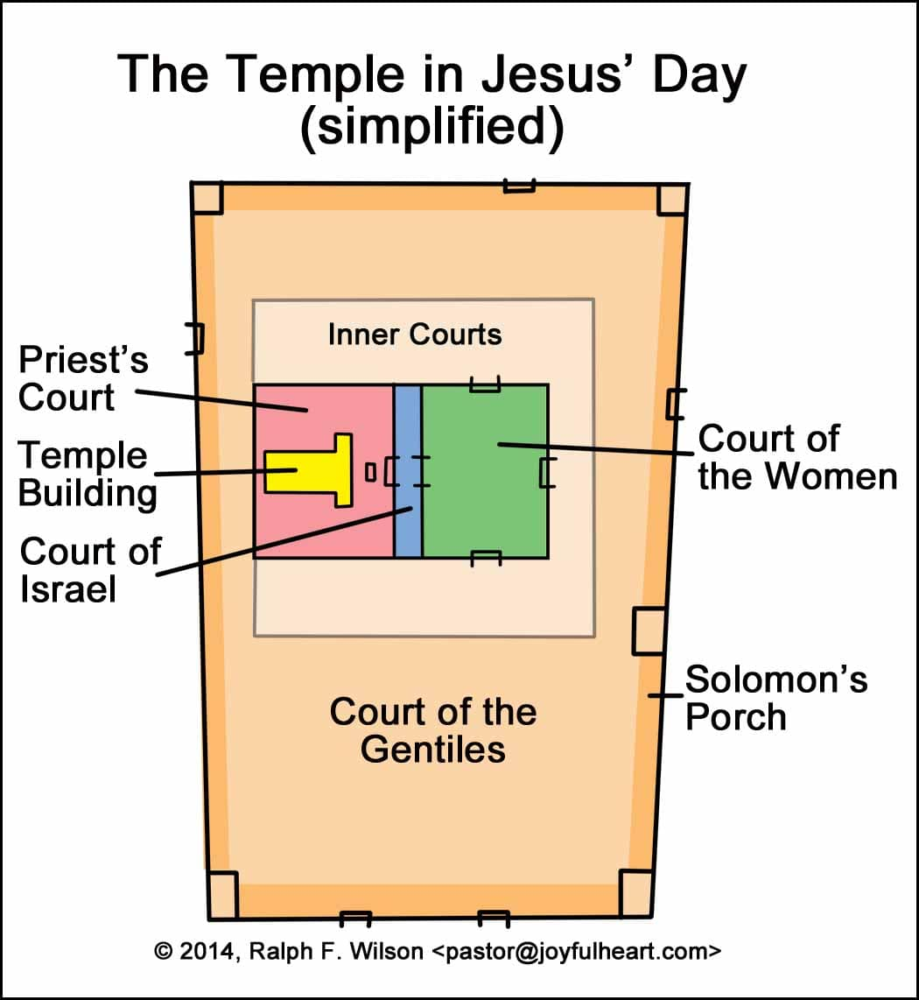 The Temple in Jesus’ Day
(simplified)
Inner Courts
Priest’s
Court
Temple
Building
Court of
Israel
Court of
the Women
Solomon’s
Porch
Court of the
Gentiles
© 2014, Ralph F. Wilson <pastor@joyfulheart.com>